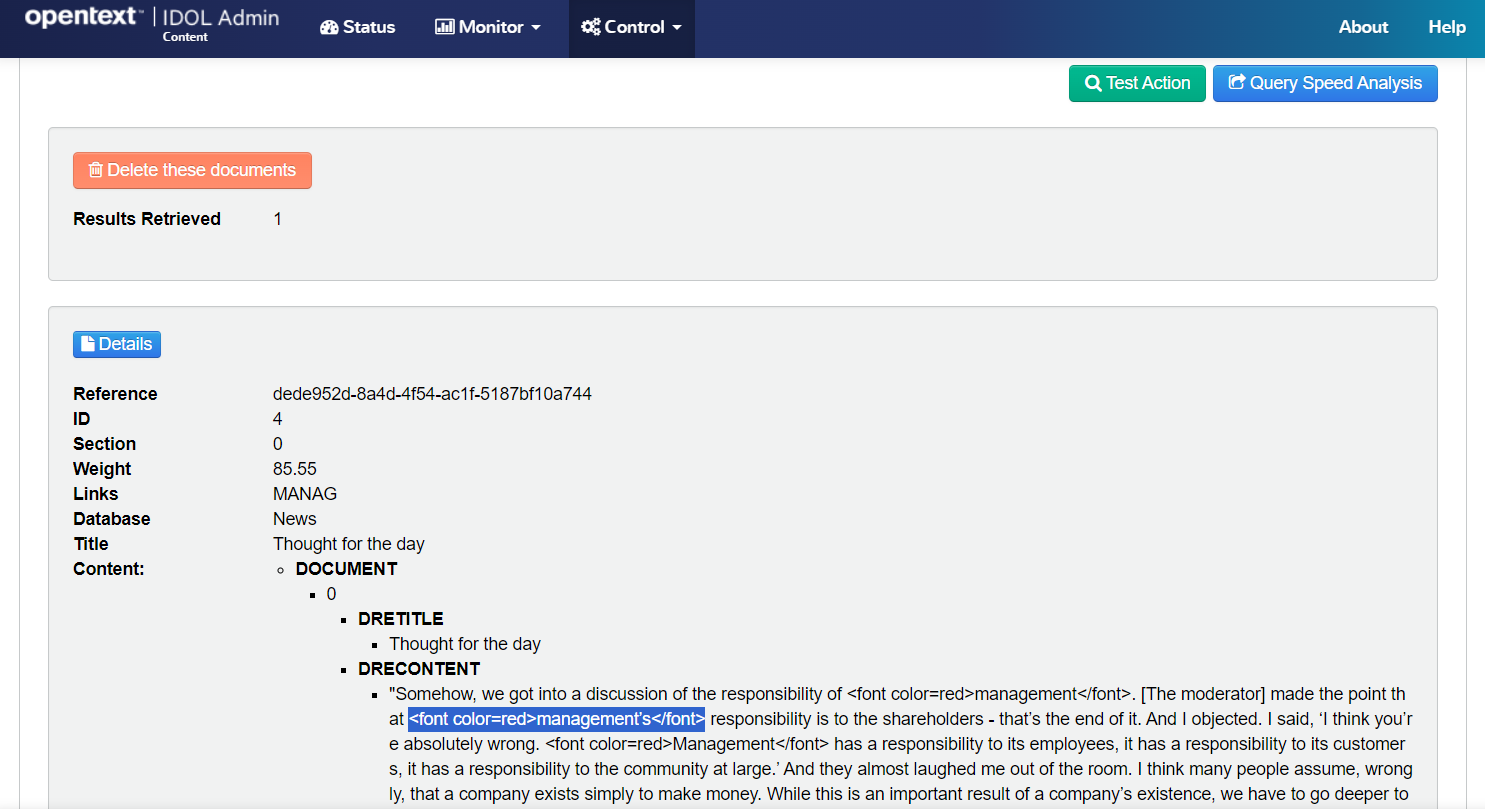 opentext™ | IDOL Admin
Content
Status
Monitor
Control
About
Help
Test Action
Query Speed Analysis
Delete these documents
Results Retrieved 1
Details
Reference dede952d-8a4d-4f54-ac1f-5187bf10a744
ID 4
Section 0
Weight 85.55
Links MANAG
Database News
Title Thought for the day
Content: DOCUMENT
0
DRETITLE
Thought for the day
DRECONTENT
"Somehow, we got into a discussion of the responsibility of <font color=red>management</font>. [The moderator] made the point th
at <font color=red>management's</font> responsibility is to the shareholders - that’s the end of it. And I objected. I said, ‘I think you’r
e absolutely wrong. <font color=red>Management</font> has a responsibility to its employees, it has a responsibility to its customer
s, it has a responsibility to the community at large.’ And they almost laughed me out of the room. I think many people assume, wrong
ly, that a company exists simply to make money. While this is an important result of a company’s existence, we have to go deeper to